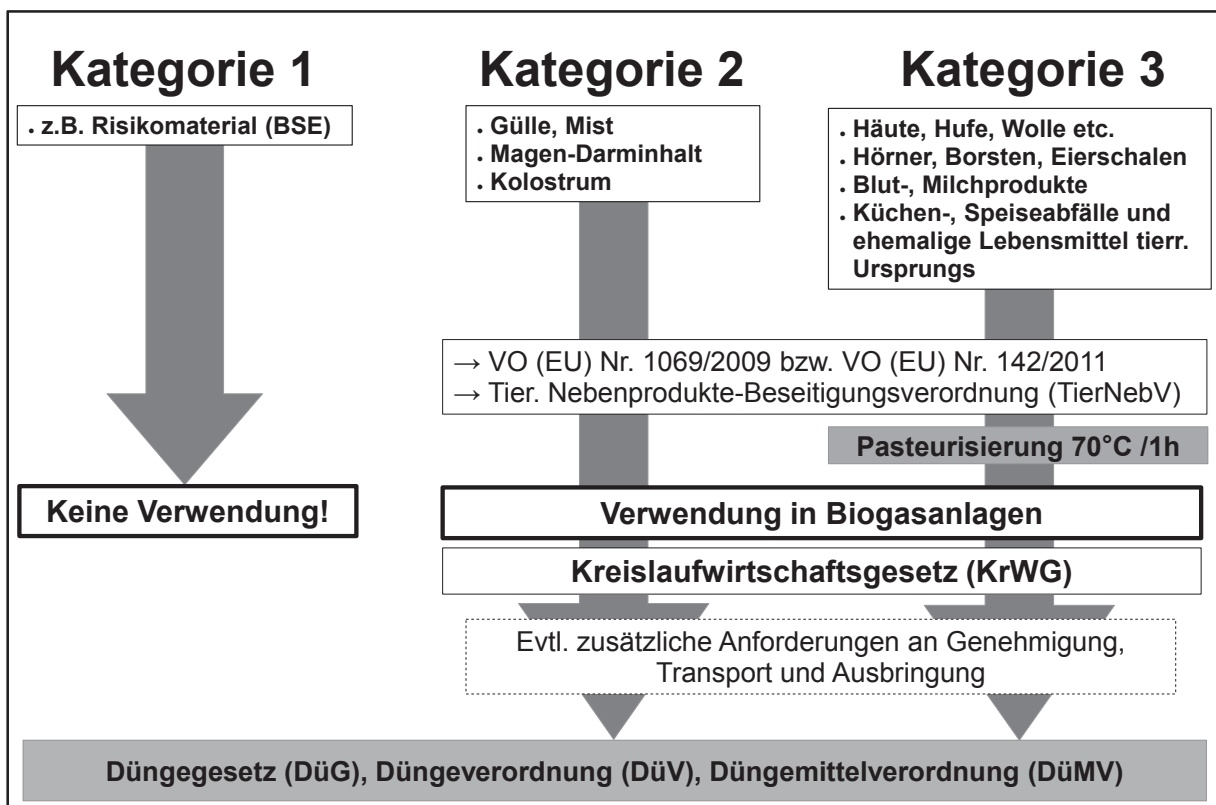 Kategorie 1
. z.B. Risikomaterial (BSE)
Keine Verwendung!
Kategorie 2
. Gülle, Mist
. Magen-Darminhalt
. Kolostrum
Kategorie 3
. Häute, Hufe, Wolle etc.
. Hörner, Borsten, Eierschalen
. Blut-, Milchprodukte
. Küchen-, Speiseabfälle und
ehemalige Lebensmittel tierr.
Ursprungs
→ VO (EU) Nr. 1069/2009 bzw. VO (EU) Nr. 142/2011
→ Tier. Nebenprodukte-Beseitigungsverordnung (TierNebV)
Pasteurisierung 70°C /1h
Verwendung in Biogasanlagen
Kreislaufwirtschaftsgesetz (KrWG)
Evtl. zusätzliche Anforderungen an Genehmigung,
Transport und Ausbringung
Düngegesetz (DüG), Düngeverordnung (DüV), Düngemittelverordnung (DüMV)